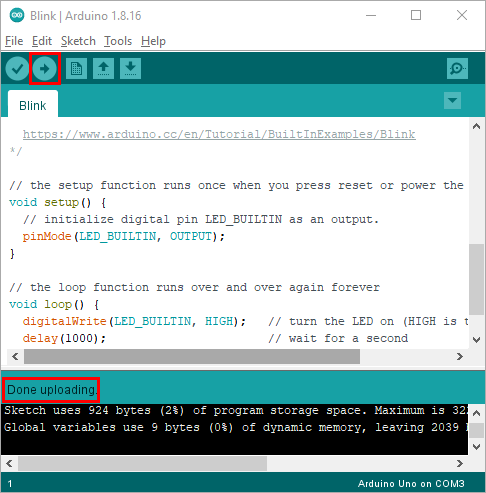 Blink | Arduino 1.8.16
File Edit Sketch Tools Help
Blink
https://www.arduino.cc/en/Tutorial/BuiltInExamples/Blink
*/
// the setup function runs once when you press reset or power the
void setup() {
// initialize digital pin LED_BUILTIN as an output.
pinMode(LED_BUILTIN, OUTPUT);
}
// the loop function runs over and over again forever
void loop() {
digitalWrite(LED_BUILTIN, HIGH);   // turn the LED on (HIGH is
delay(1000);                       // wait for a second
Done uploading.
Sketch uses 924 bytes (2%) of program storage space. Maximum is
Global variables use 9 bytes (0%) of dynamic memory, leaving 2039
1 Arduino Uno on COM3